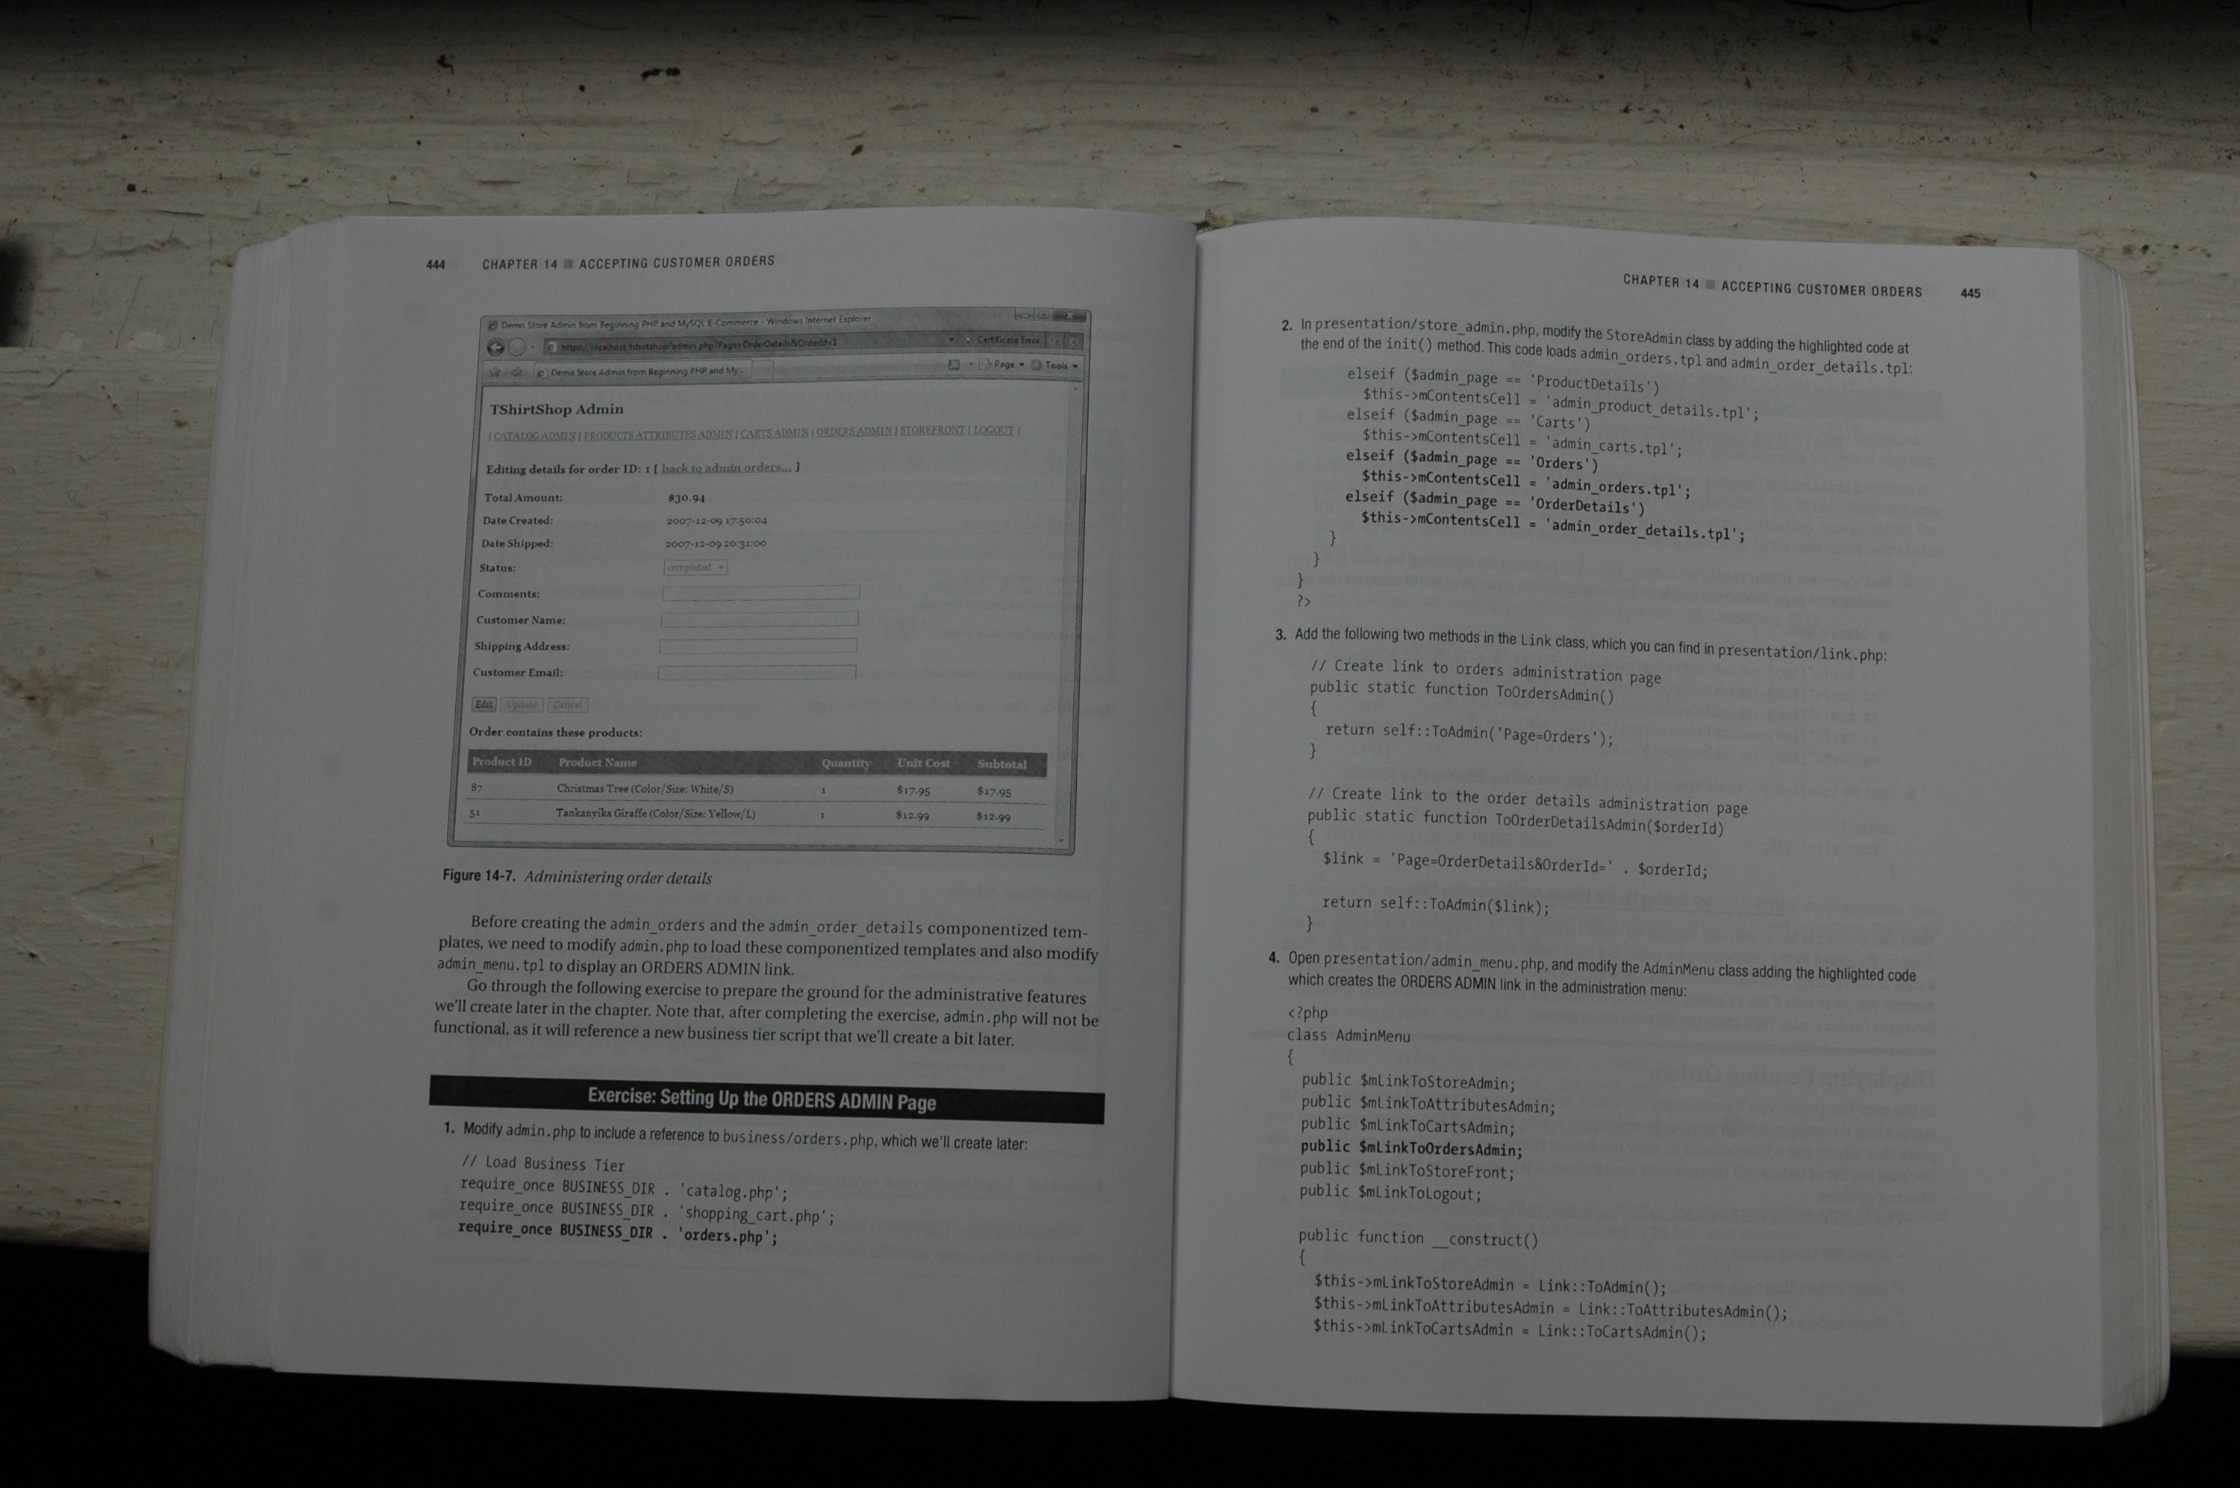 444 CHAPTER 14 ■ ACCEPTING CUSTOMER ORDERS
Demo Store Admin from Beginning PHP and MySQL E-Commerce - Windows Internet Explorer
https://localhost/tshirtshop/admin.php?Page=OrderDetails&OrderId=1 Certificate Error
Demo Store Admin from Beginning PHP and My... Page Tools
TShirtShop Admin
| CATALOG ADMIN | PRODUCTS ATTRIBUTES ADMIN | CARTS ADMIN | ORDERS ADMIN | STOREFRONT | LOGOUT |
Editing details for order ID: 1 [ back to admin orders... ]
Total Amount: $30.94
Date Created: 2007-12-09 17:50:04
Date Shipped: 2007-12-09 20:31:00
Status: completed
Comments:
Customer Name:
Shipping Address:
Customer Email:
Edit Update Cancel
Order contains these products:
Product ID Product Name Quantity Unit Cost Subtotal
87 Christmas Tree (Color/Size: White/S) 1 $17.95 $17.95
51 Tankanyika Giraffe (Color/Size: Yellow/L) 1 $12.99 $12.99
Figure 14-7. Administering order details
Before creating the admin_orders and the admin_order_details componentized tem-
plates, we need to modify admin.php to load these componentized templates and also modify
admin_menu.tpl to display an ORDERS ADMIN link.
Go through the following exercise to prepare the ground for the administrative features
we'll create later in the chapter. Note that, after completing the exercise, admin.php will not be
functional, as it will reference a new business tier script that we'll create a bit later.
Exercise: Setting Up the ORDERS ADMIN Page
1. Modify admin.php to include a reference to business/orders.php, which we'll create later:
// Load Business Tier
require_once BUSINESS_DIR . 'catalog.php';
require_once BUSINESS_DIR . 'shopping_cart.php';
require_once BUSINESS_DIR . 'orders.php';
CHAPTER 14 ■ ACCEPTING CUSTOMER ORDERS 445
2. In presentation/store_admin.php, modify the StoreAdmin class by adding the highlighted code at
the end of the init() method. This code loads admin_orders.tpl and admin_order_details.tpl:
elseif ($admin_page == 'ProductDetails')
$this->mContentsCell = 'admin_product_details.tpl';
elseif ($admin_page == 'Carts')
$this->mContentsCell = 'admin_carts.tpl';
elseif ($admin_page == 'Orders')
$this->mContentsCell = 'admin_orders.tpl';
elseif ($admin_page == 'OrderDetails')
$this->mContentsCell = 'admin_order_details.tpl';
}
}
}
?>
3. Add the following two methods in the Link class, which you can find in presentation/link.php:
// Create link to orders administration page
public static function ToOrdersAdmin()
{
return self::ToAdmin('Page=Orders');
}
// Create link to the order details administration page
public static function ToOrderDetailsAdmin($orderId)
{
$link = 'Page=OrderDetails&OrderId=' . $orderId;
return self::ToAdmin($link);
}
4. Open presentation/admin_menu.php, and modify the AdminMenu class adding the highlighted code
which creates the ORDERS ADMIN link in the administration menu:
<?php
class AdminMenu
{
public $mLinkToStoreAdmin;
public $mLinkToAttributesAdmin;
public $mLinkToCartsAdmin;
public $mLinkToOrdersAdmin;
public $mLinkToStoreFront;
public $mLinkToLogout;
public function __construct()
{
$this->mLinkToStoreAdmin = Link::ToAdmin();
$this->mLinkToAttributesAdmin = Link::ToAttributesAdmin();
$this->mLinkToCartsAdmin = Link::ToCartsAdmin();